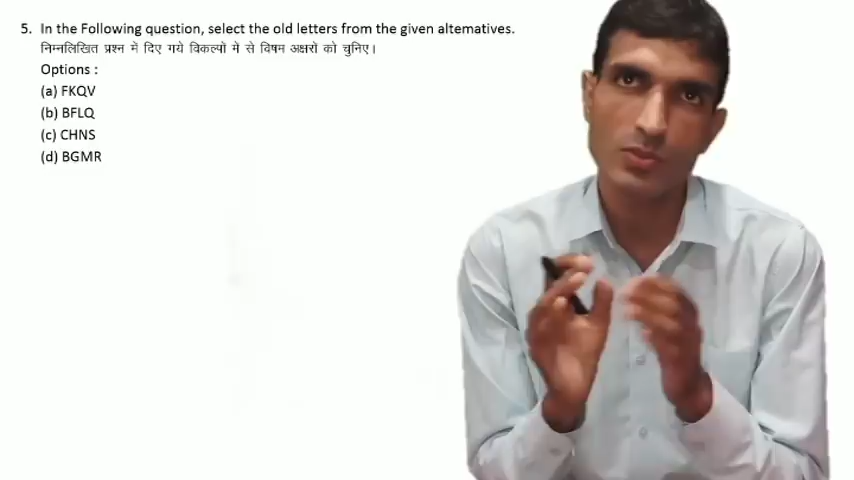 5. In the Following question, select the old letters from the given altematives.
निम्नलिखित प्रश्न में दिए गये विकल्पों में से विषम अक्षरों को चुनिए।
Options :
(a) FKQV
(b) BFLQ
(c) CHNS
(d) BGMR